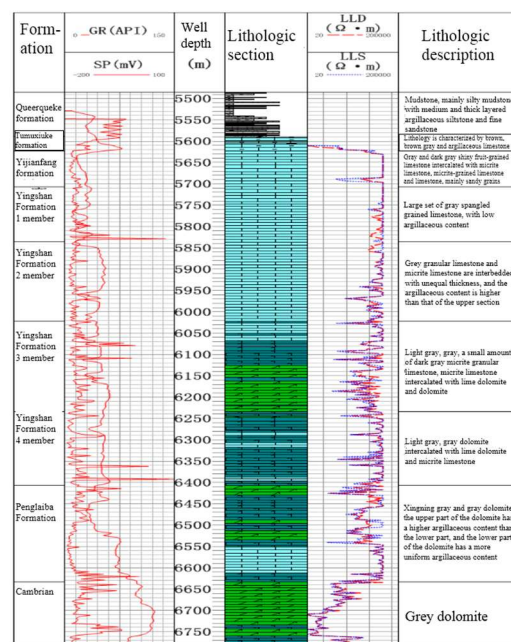 Form-
ation
0 GR(API) 150
SP(mV)
-200 100
Well
depth
(m)
Lithologic
section
LLD
(Ω·m)
20 200000
LLS
(Ω·m)
20 200000
Lithologic
description
Queerqueke
formation
Tumuxiuke
formation
Yijianfang
formation
Yingshan
Formation
1 member
Yingshan
Formation
2 member
Yingshan
Formation
3 member
Yingshan
Formation
4 member
Penglaiba
Formation
Cambrian
5500
5550
5600
5650
5700
5750
5800
5850
5900
5950
6000
6050
6100
6150
6200
6250
6300
6350
6400
6450
6500
6550
6600
6650
6700
6750
Mudstone, mainly silty mudstone
with medium and thick layered
argillaceous siltstone and fine
sandstone
Lithology is characterized by brown,
brown gray and argillaceous limestone
Gray and dark gray shiny fruit-grained
limestone intercalated with micrite
limestone, micrite-grained limestone
and limestone, mainly sandy grains
Large set of gray spangled
grained limestone, with low
argillaceous content
Grey granular limestone and
micrite limestone are interbedded
with unequal thickness, and the
argillaceous content is higher
than that of the upper section
Light gray, gray, a small amount
of dark gray micrite granular
limestone, micrite limestone
intercalated with lime dolomite
and dolomite
Light gray, gray dolomite
intercalated with lime dolomite
and micrite limestone
Xingning gray and gray dolomite,
the upper part of the dolomite has
a higher argillaceous content than
the lower part, and the lower part
of the dolomite has a more
uniform argillaceous content
Grey dolomite